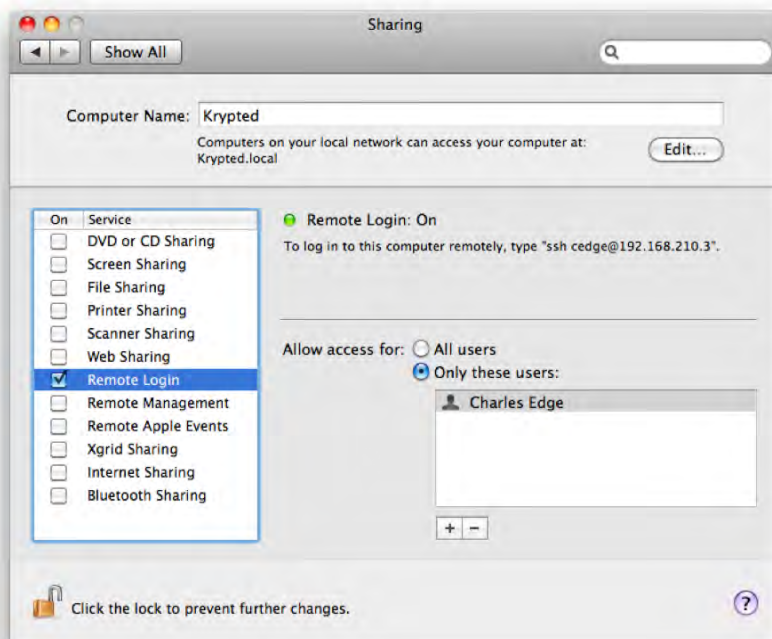 Sharing
Show All
Computer Name: Krypted
Computers on your local network can access your computer at:
Krypted.local
Edit...
On Service
DVD or CD Sharing
Screen Sharing
File Sharing
Printer Sharing
Scanner Sharing
Web Sharing
Remote Login
Remote Management
Remote Apple Events
Xgrid Sharing
Internet Sharing
Bluetooth Sharing
Remote Login: On
To log in to this computer remotely, type "ssh cedge@192.168.210.3".
Allow access for: All users
Only these users:
Charles Edge
+ −
Click the lock to prevent further changes.
?